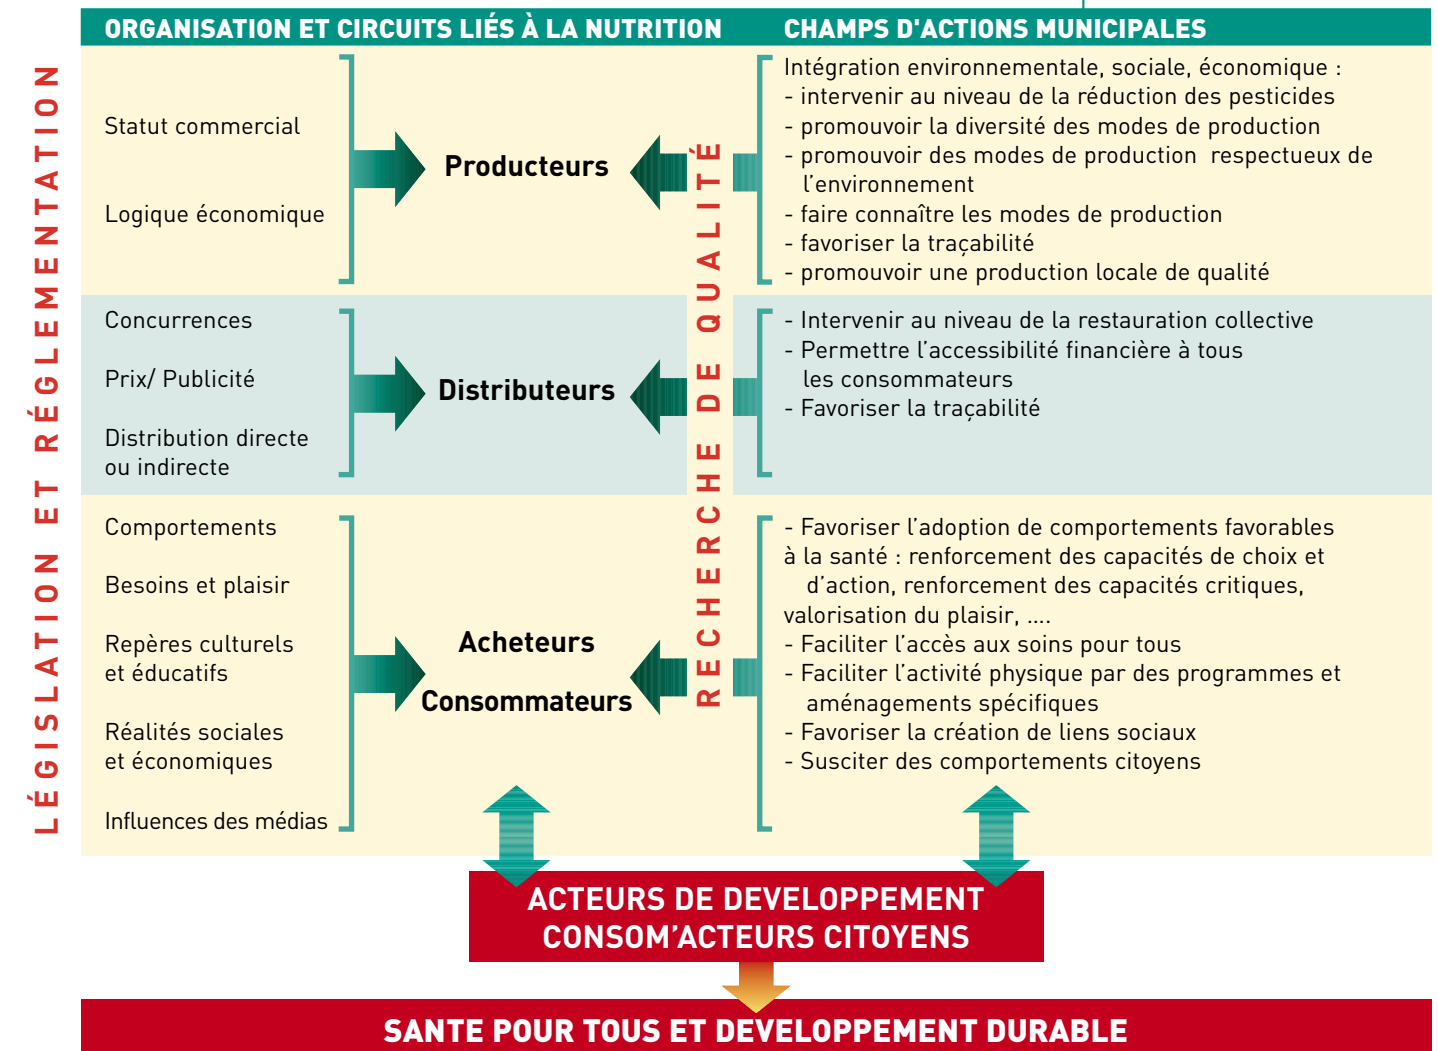 ORGANISATION ET CIRCUITS LIÉS À LA NUTRITION
CHAMPS D'ACTIONS MUNICIPALES
LÉGISLATION ET RÉGLEMENTATION
Statut commercial
Logique économique
Producteurs
RECHERCHE DE QUALITÉ
Intégration environnementale, sociale, économique :
- intervenir au niveau de la réduction des pesticides
- promouvoir la diversité des modes de production
- promouvoir des modes de production respectueux de
l’environnement
- faire connaître les modes de production
- favoriser la traçabilité
- promouvoir une production locale de qualité
Concurrences
Prix/ Publicité
Distribution directe
ou indirecte
Distributeurs
- Intervenir au niveau de la restauration collective
- Permettre l’accessibilité financière à tous
les consommateurs
- Favoriser la traçabilité
Comportements
Besoins et plaisir
Repères culturels
et éducatifs
Réalités sociales
et économiques
Influences des médias
Acheteurs
Consommateurs
- Favoriser l’adoption de comportements favorables
à la santé : renforcement des capacités de choix et
d’action, renforcement des capacités critiques,
valorisation du plaisir, ....
- Faciliter l’accès aux soins pour tous
- Faciliter l’activité physique par des programmes et
aménagements spécifiques
- Favoriser la création de liens sociaux
- Susciter des comportements citoyens
ACTEURS DE DEVELOPPEMENT
CONSOM’ACTEURS CITOYENS
SANTE POUR TOUS ET DEVELOPPEMENT DURABLE